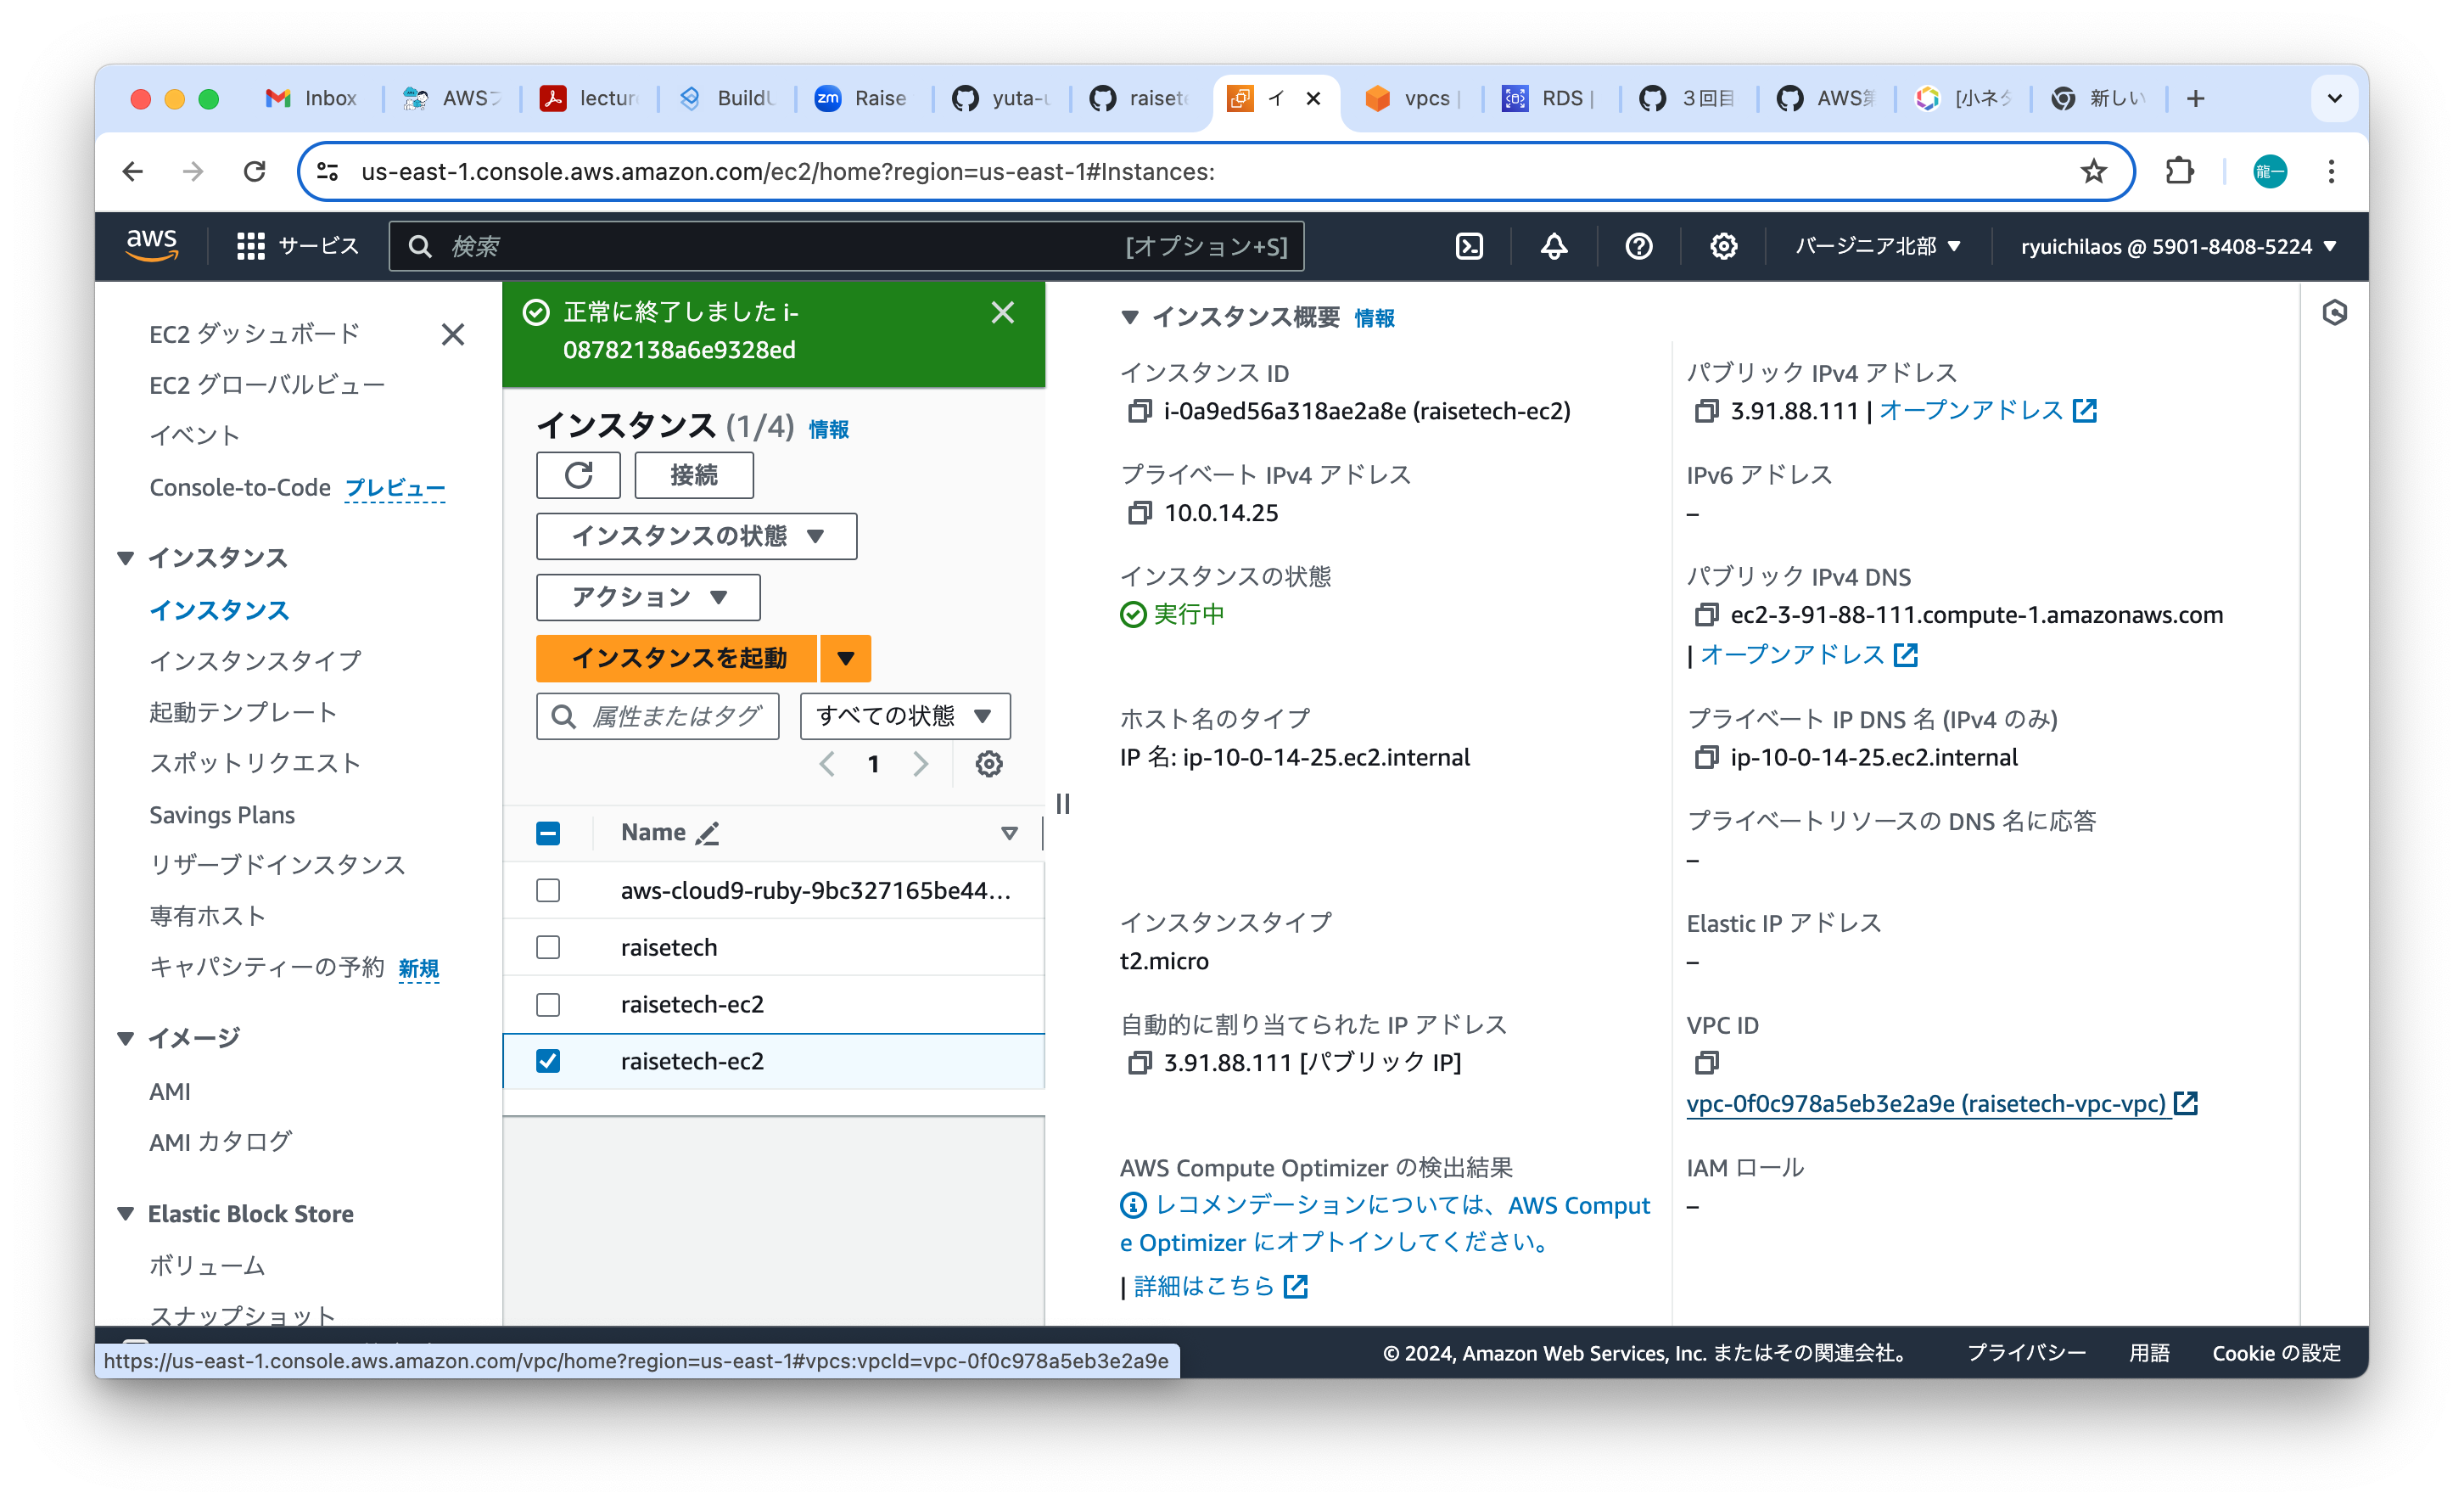 Inbox
AWSフ
lectur
BuildU
zm
Raise
yuta-u
raisete
イ
vpcs |
RDS |
3回目
AWS第
[小ネタ
新しい
us-east-1.console.aws.amazon.com/ec2/home?region=us-east-1#Instances:
龍一
aws
サービス
検索
[オプション+S]
バージニア北部
ryuichilaos @ 5901-8408-5224
EC2 ダッシュボード
EC2 グローバルビュー
イベント
Console-to-Code プレビュー
インスタンス
インスタンス
インスタンスタイプ
起動テンプレート
スポットリクエスト
Savings Plans
リザーブドインスタンス
専有ホスト
キャパシティーの予約 新規
イメージ
AMI
AMI カタログ
Elastic Block Store
ボリューム
スナップショット
正常に終了しました i-
08782138a6e9328ed
インスタンス (1/4) 情報
接続
インスタンスの状態
アクション
インスタンスを起動
属性またはタグ
すべての状態
1
Name
aws-cloud9-ruby-9bc327165be44...
raisetech
raisetech-ec2
raisetech-ec2
インスタンス概要 情報
インスタンス ID
i-0a9ed56a318ae2a8e (raisetech-ec2)
パブリック IPv4 アドレス
3.91.88.111 | オープンアドレス
プライベート IPv4 アドレス
10.0.14.25
IPv6 アドレス
–
インスタンスの状態
実行中
パブリック IPv4 DNS
ec2-3-91-88-111.compute-1.amazonaws.com
| オープンアドレス
ホスト名のタイプ
IP 名: ip-10-0-14-25.ec2.internal
プライベート IP DNS 名 (IPv4 のみ)
ip-10-0-14-25.ec2.internal
プライベートリソースの DNS 名に応答
–
インスタンスタイプ
t2.micro
Elastic IP アドレス
–
自動的に割り当てられた IP アドレス
3.91.88.111 [パブリック IP]
VPC ID
vpc-0f0c978a5eb3e2a9e (raisetech-vpc-vpc)
AWS Compute Optimizer の検出結果
レコメンデーションについては、AWS Comput
e Optimizer にオプトインしてください。
| 詳細はこちら
IAM ロール
–
https://us-east-1.console.aws.amazon.com/vpc/home?region=us-east-1#vpcs:vpcId=vpc-0f0c978a5eb3e2a9e
© 2024, Amazon Web Services, Inc. またはその関連会社。
プライバシー
用語
Cookie の設定